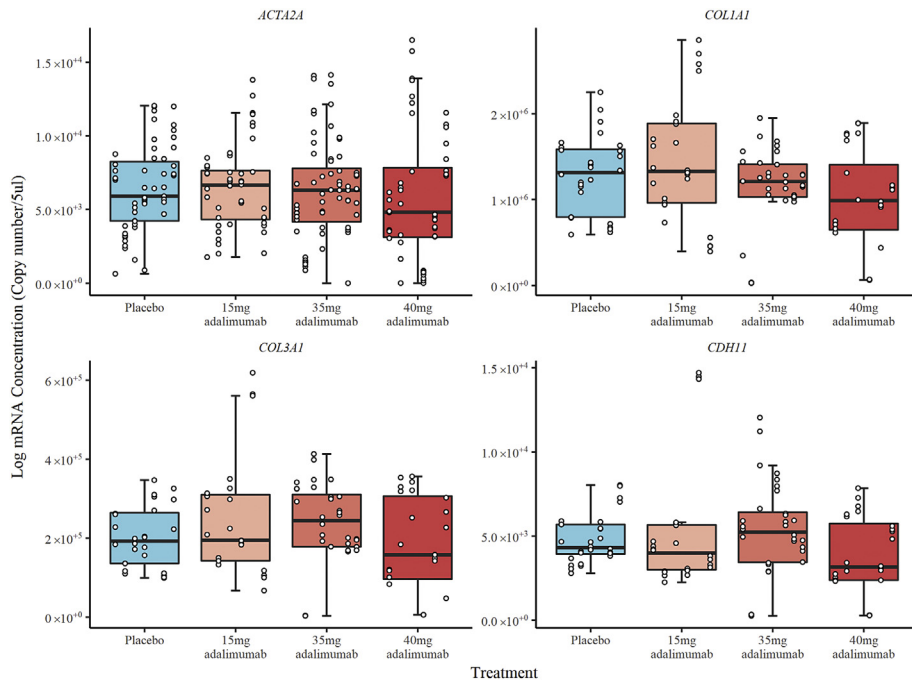 ACTA2A
COL1A1
Log mRNA Concentration (Copy number/5ul)
1.5×10+4
1.0×10+4
5.0×10+3
0.0×10+0
Placebo
15mg
adalimumab
35mg
adalimumab
40mg
adalimumab
2×10+6
1×10+6
0×10+0
Placebo
15mg
adalimumab
35mg
adalimumab
40mg
adalimumab
COL3A1
CDH11
6×10+5
4×10+5
2×10+5
0×10+0
Placebo
15mg
adalimumab
35mg
adalimumab
40mg
adalimumab
1.5×10+4
1.0×10+4
5.0×10+3
0.0×10+0
Placebo
15mg
adalimumab
35mg
adalimumab
40mg
adalimumab
Treatment